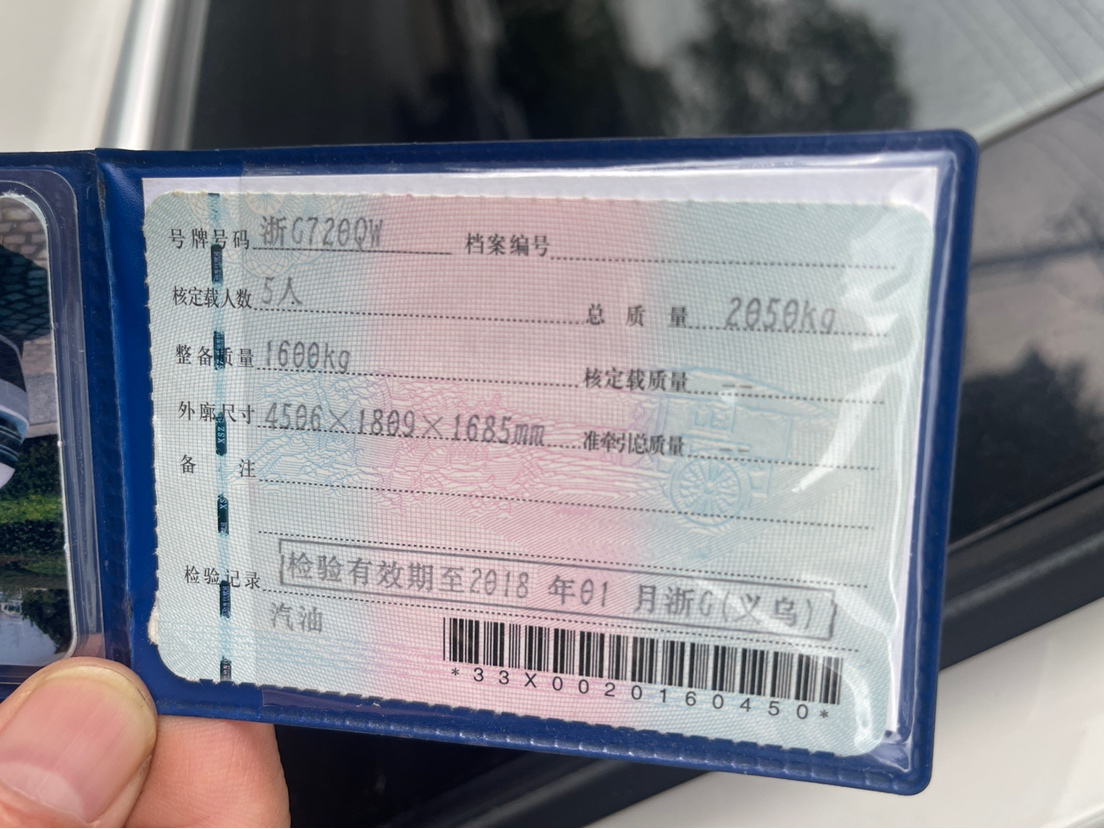 号牌号码 浙G720QW 档案编号
核定载人数 5人 总质量 2050kg
整备质量 1600kg 核定载质量 --
外廓尺寸 4506×1809×1685mm 准牵引总质量 --
备注
检验记录 检验有效期至2018年01月浙G(义乌)
汽油
*33X0020160450*